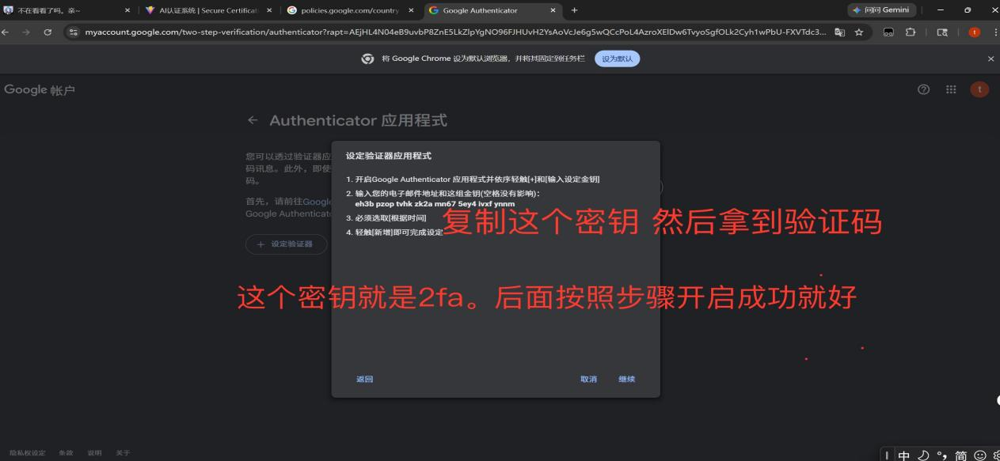 不在看看了吗。亲~
AI认证系统 | Secure Certificat
policies.google.com/country
Google Authenticator
问问 Gemini
myaccount.google.com/two-step-verification/authenticator?rapt=AEjHL4N04eB9uvbP8ZnE5LkZlpYgNO96FJHUvH2YsAoVcJe6g5wQCcPoL4AzroXElDw6TvyoSgfOLk2Cyh1wPbU-FXVTdc3...
将 Google Chrome 设为默认浏览器，并将其固定到任务栏
设为默认
Google 帐户
t
← Authenticator 应用程式
您可以透过验证器应
码讯息。此外，即使
码。
首先，请前往Google
Google Authenticato
+ 设定验证器
设定验证器应用程式
1. 开启Google Authenticator 应用程式并依序轻触[+]和[输入设定金钥]
2. 输入您的电子邮件地址和这组金钥(空格没有影响)：
eh3b pzop tvhk zk2a mn67 5ey4 ivxf ynnm
3. 必须选取[根据时间]
4. 轻触[新增]即可完成设定
复制这个密钥 然后拿到验证码
这个密钥就是2fa。后面按照步骤开启成功就好
返回
取消
继续
隐私权设定 条款 说明 关于
中 简